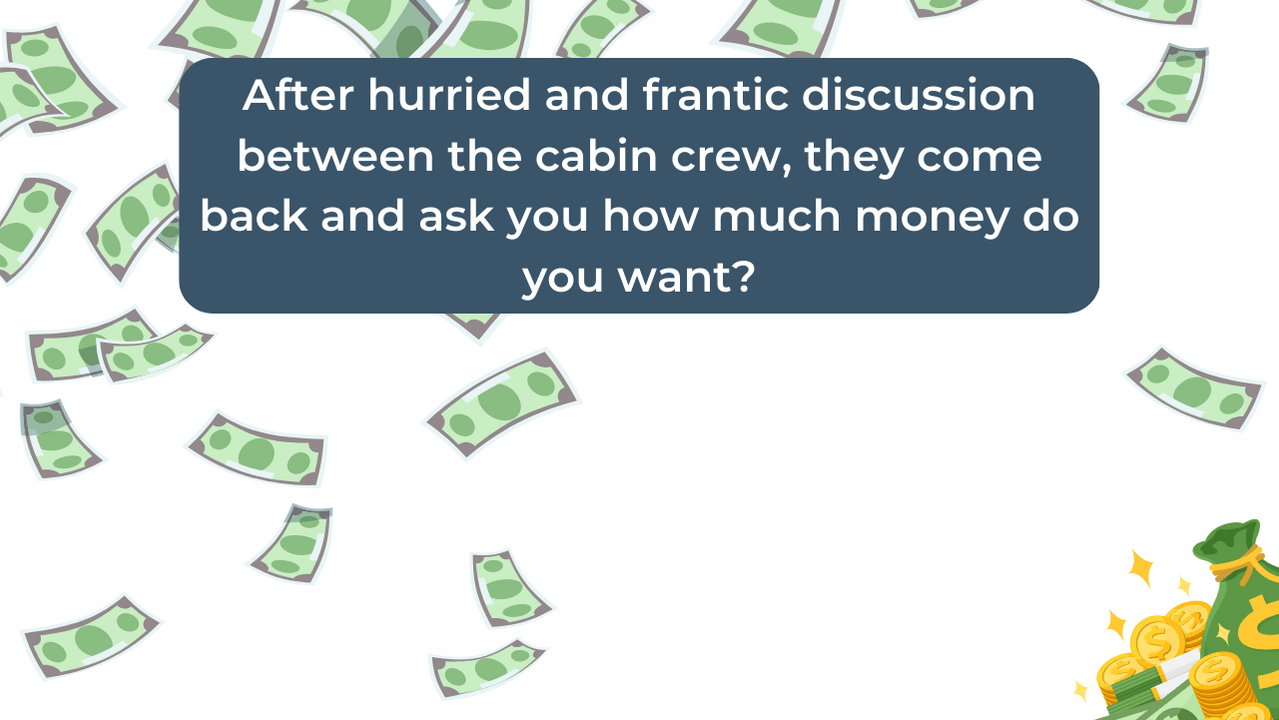 After hurried and frantic discussion
between the cabin crew, they come
back and ask you how much money do
you want?